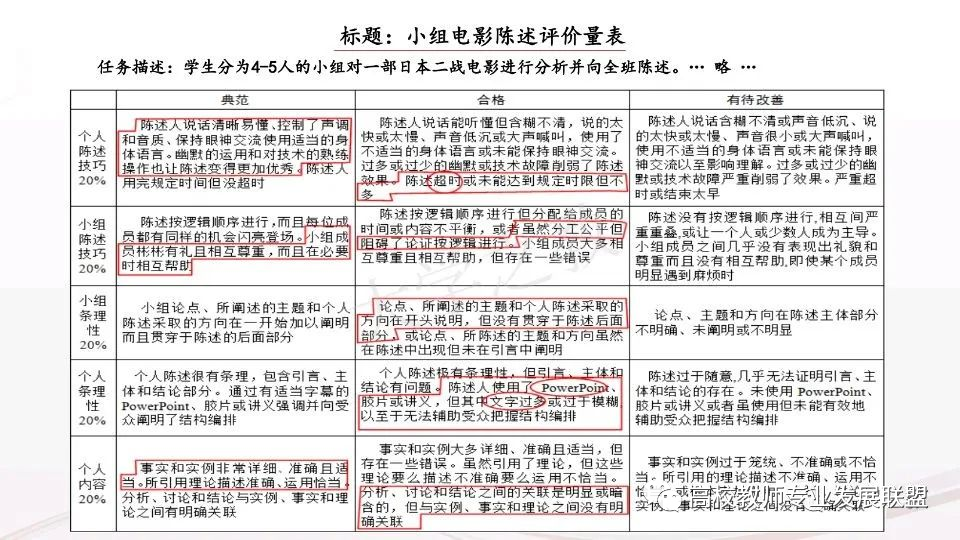 标题：小组电影陈述评价量表
任务描述：学生分为4-5人的小组对一部日本二战电影进行分析并向全班陈述。… 略 …
典范
合格
有待改善
个人
陈述
技巧
20%
陈述人说话清晰易懂、控制了声调
和音质、保持眼神交流使用适当的身
体语言。幽默的运用和对技术的熟练
操作也让陈述变得更加优秀。陈述人
用完规定时间但没超时
陈述人说话能听懂但含糊不清，说的太
快或太慢、声音低沉或大声喊叫，使用了
不适当的身体语言或未能保持眼神交流。
过多或过少的幽默或技术故障削弱了陈述
效果。陈述超时或未能达到规定时限但不
多
陈述人说话含糊不清或声音低沉、说
的太快或太慢、声音很小或大声喊叫，
使用不适当的身体语言或未能保持眼
神交流以至影响理解。过多或过少的幽
默或技术故障严重削弱了效果。严重超
时或结束太早
小组
陈述
技巧
20%
陈述按逻辑顺序进行，而且每位成
员都有同样的机会闪亮登场。小组成
员彬彬有礼且相互尊重，而且在必要
时相互帮助
陈述按逻辑顺序进行但分配给成员的
时间或内容不平衡，或者虽然分工公平但
阻碍了论证按逻辑进行。小组成员大多相
互尊重且相互帮助，但存在一些错误
陈述没有按逻辑顺序进行,相互间严
重重叠,或让一个人或少数人成为主导。
小组成员之间几乎没有表现出礼貌和
尊重而且没有相互帮助,即使某个成员
明显遇到麻烦时
小组
条理
性
20%
小组论点、所阐述的主题和个人
陈述采取的方向在一开始加以阐明
而且贯穿于陈述的后面部分
论点、所阐述的主题和个人陈述采取的
方向在开头说明，但没有贯穿于陈述后面
部分，或论点、所陈述的主题和方向虽然
在陈述中出现但未在引言中阐明
论点、主题和方向在陈述主体部分
不明确、未阐明或不明显
个人
条理
性
20%
个人陈述很有条理，包含引言、主
体和结论部分。通过有适当字幕的
PowerPoint、胶片或讲义强调并向受
众阐明了结构编排
个人陈述极有条理性，但引言、主体和
结论有问题。陈述人使用了 PowerPoint、
胶片或讲义，但其中文字过多或过于模糊,
以至于无法辅助受众把握结构编排
陈述过于随意,几乎无法证明引言、主
体和结论的存在。未使用 PowerPoint、
胶片或讲义或者虽使用但未能有效地
辅助受众把握结构编排
个人
内容
20%
事实和实例非常详细、准确且适
当。所引用理论描述准确、运用恰当，
分析、讨论和结论与实例、事实和理
论之间有明确关联
事实和实例大多详细、准确且适当，但
存在一些错误。虽然引用了理论，但这些
理论要么描述不准确要么运用不恰当。
分析、讨论和结论之间的关联是明显或暗
含的，但与实例、事实和理论之间没有明
确关联
事实和实例过于笼统、不准确或不恰
当。所引用的理论描述不准确、运用不
高校教师专业发展联盟